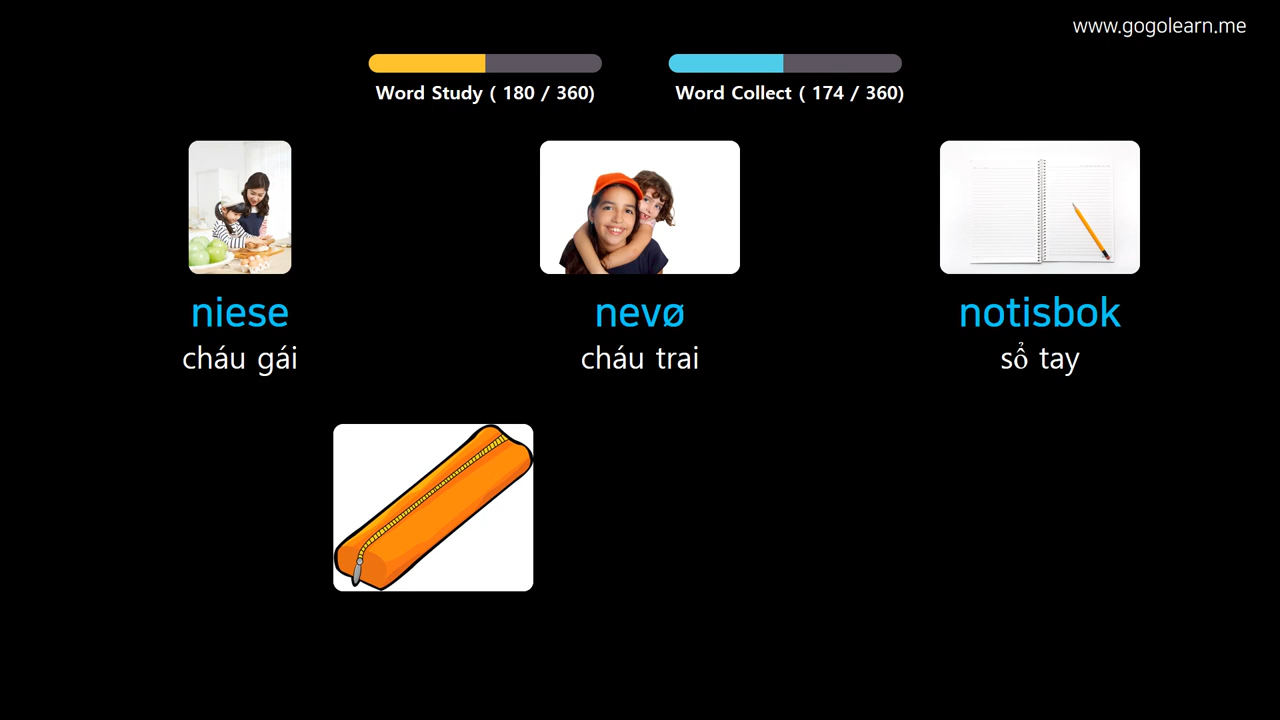 www.gogolearn.me
Word Study ( 180 / 360)
Word Collect ( 174 / 360)
niese
nevø
notisbok
cháu gái
cháu trai
sổ tay